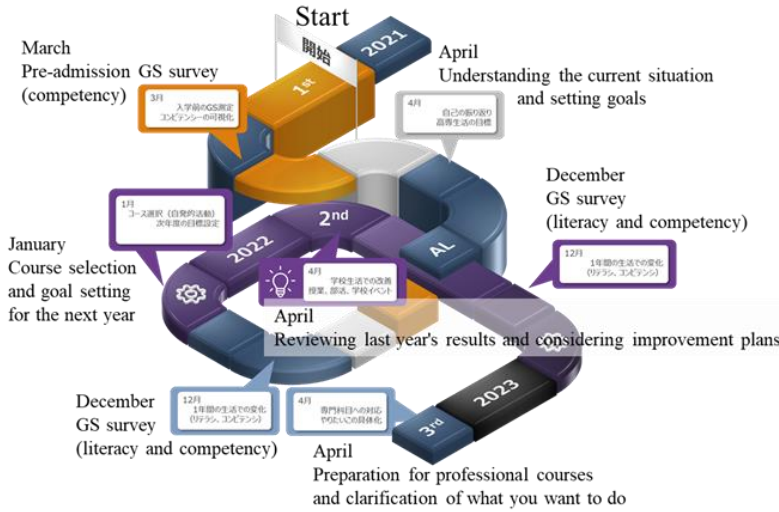 Start
開始
2021
1st
March
Pre-admission GS survey
(competency)
3月
入学前のGS測定
コンピテンシーの可視化
April
Understanding the current situation
and setting goals
4月
自己の振り返り
高専生活の目標
December
GS survey
(literacy and competency)
12月
1年間の生活での変化
(リテラシ、コンピテンシ)
AL
2nd
2022
1月
コース選択（自発的活動）
次年度の目標設定
January
Course selection
and goal setting
for the next year
4月
学校生活での改善
授業、部活、学校イベント
April
Reviewing last year's results and considering improvement plans
December
GS survey
(literacy and competency)
12月
1年間の生活での変化
(リテラシ、コンピテンシ)
4月
専門科目への対応
やりたいこの具体化
2023
3rd
April
Preparation for professional courses
and clarification of what you want to do